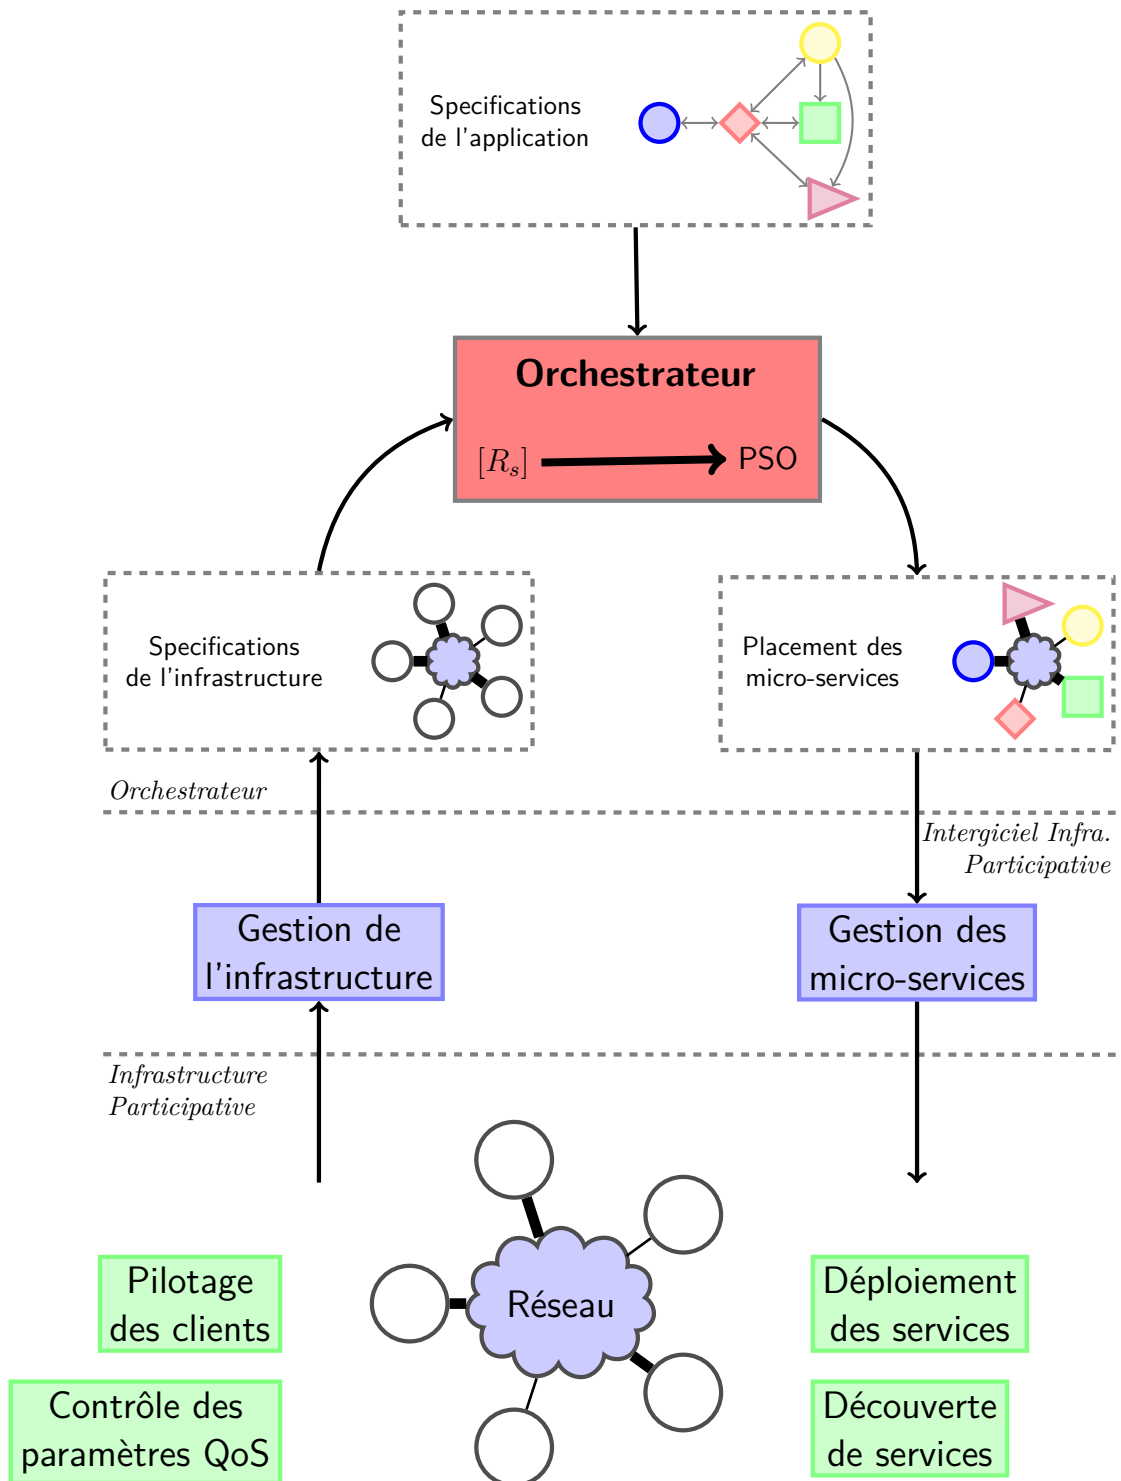 Specifications
de l'application
Orchestrateur
[Rs]
PSO
Specifications
de l'infrastructure
Placement des
micro-services
Orchestrateur
Intergiciel Infra.
Participative
Gestion de
l'infrastructure
Gestion des
micro-services
Infrastructure
Participative
Réseau
Pilotage
des clients
Déploiement
des services
Contrôle des
paramètres QoS
Découverte
de services